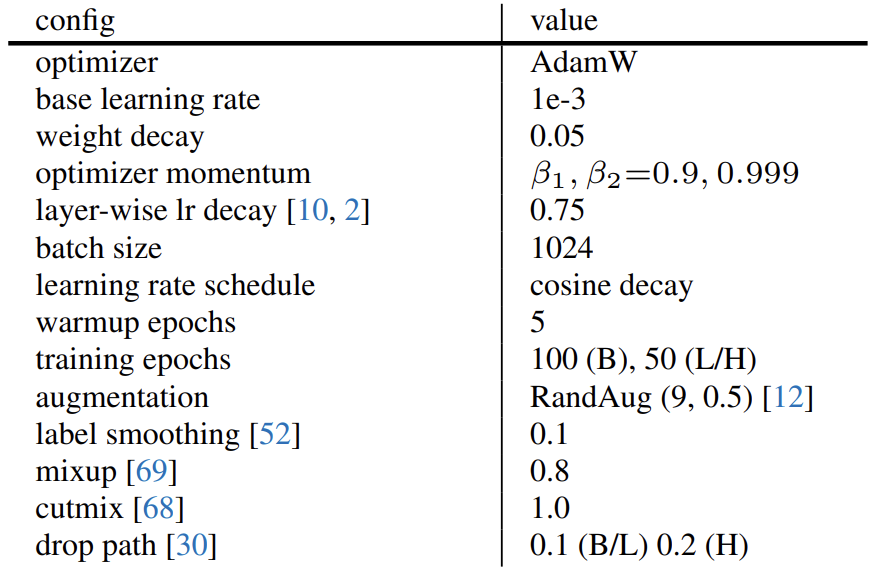 config value
optimizer AdamW
base learning rate 1e-3
weight decay 0.05
optimizer momentum β₁, β₂=0.9, 0.999
layer-wise lr decay [10, 2] 0.75
batch size 1024
learning rate schedule cosine decay
warmup epochs 5
training epochs 100 (B), 50 (L/H)
augmentation RandAug (9, 0.5) [12]
label smoothing [52] 0.1
mixup [69] 0.8
cutmix [68] 1.0
drop path [30] 0.1 (B/L) 0.2 (H)